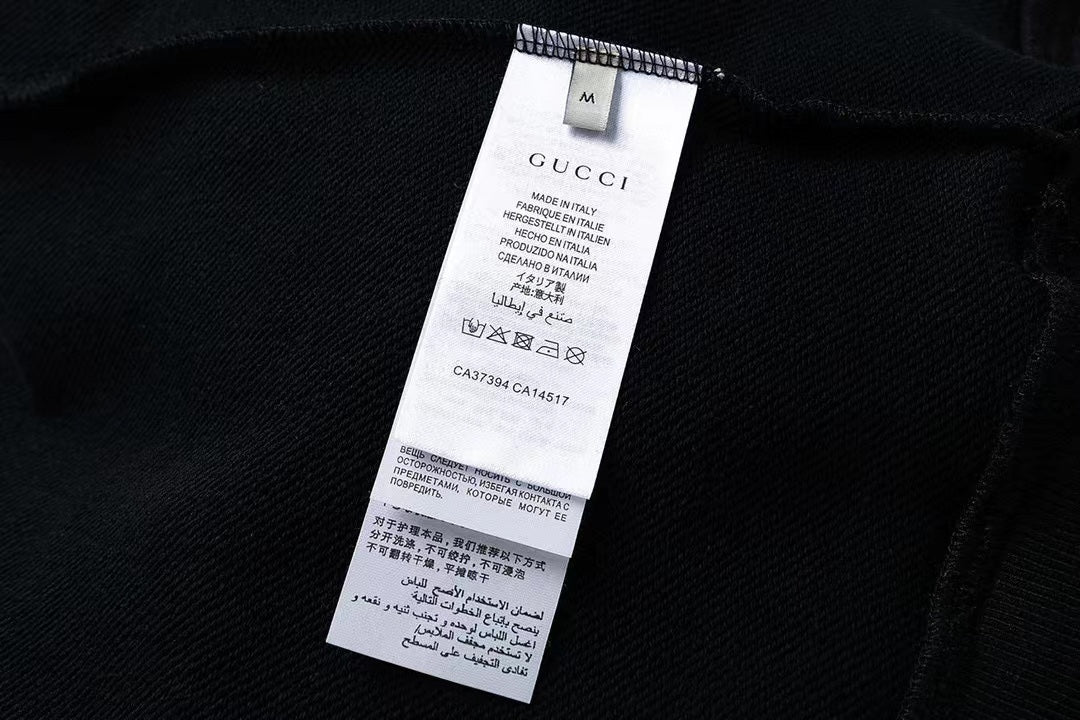 M
GUCCI
MADE IN ITALY
FABRIQUE EN ITALIE
HERGESTELLT IN ITALIEN
HECHO EN ITALIA
PRODUZIDO NA ITALIA
СДЕЛАНО В ИТАЛИИ
イタリア製
产地:意大利
صنع في إيطاليا
CA37394 CA14517
ВЕЩЬ СЛЕДУЕТ НОСИТЬ С БОЛЬШОЙ
ОСТОРОЖНОСТЬЮ, ИЗБЕГАЯ КОНТАКТА С
ПРЕДМЕТАМИ, КОТОРЫЕ МОГУТ ЕЕ
ПОВРЕДИТЬ.
对于护理本品，我们推荐以下方式
分开洗涤，不可绞拧，不可浸泡
不可翻转干燥，平摊晾干
لضمان الاستخدام الأصح للباس
ينصح بإتباع الخطوات التالية
اغسل اللباس لوحده و تجنب ثنيه و نقعه و
لا تستخدم مجفف الملابس/
تفادى التجفيف على المسطح